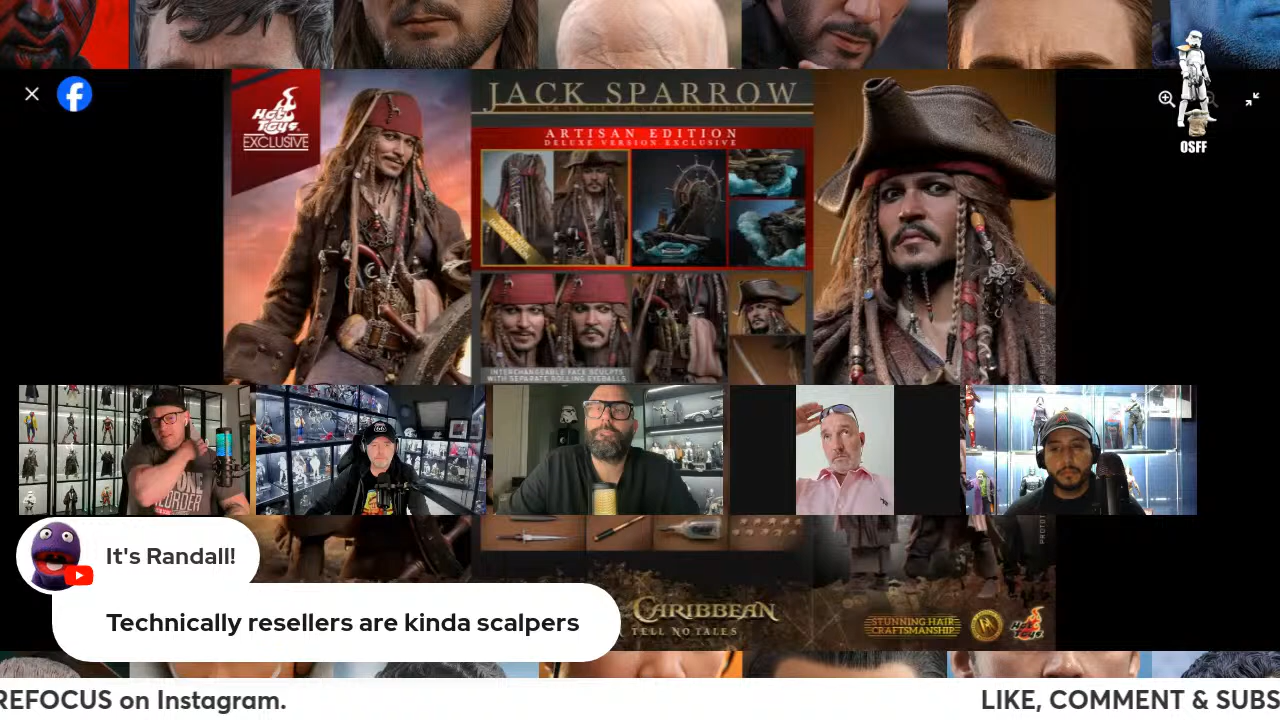 JACK SPARROW
Hot Toys
EXCLUSIVE
ARTISAN EDITION
DELUXE VERSION EXCLUSIVE
OSFF
INTERCHANGEABLE FACE SCULPTS
WITH SEPARATE ROLLING EYEBALLS
It's Randall!
Technically resellers are kinda scalpers
CARIBBEAN
TELL NO TALES
STUNNING HAIR
CRAFTSMANSHIP
Hot Toys
REFOCUS on Instagram.
LIKE, COMMENT & SUBS